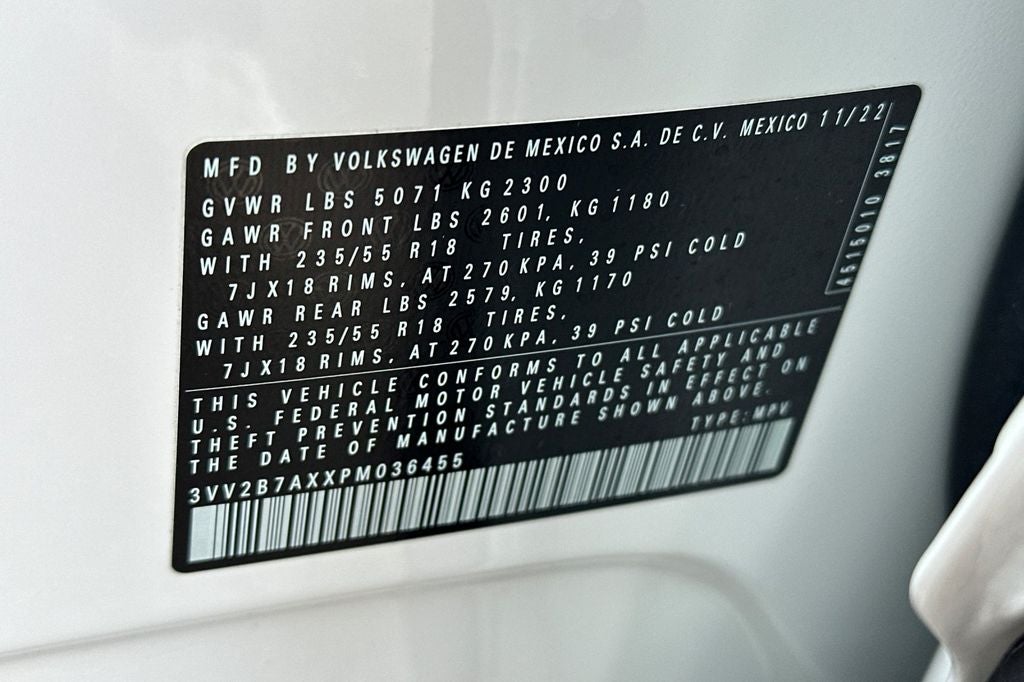 MFD BY VOLKSWAGEN DE MEXICO S.A. DE C.V. MEXICO 11/22
GVWR LBS 5071 KG 2300
GAWR FRONT LBS 2601, KG 1180
WITH 235/55 R18 TIRES,
7JX18 RIMS, AT 270 KPA, 39 PSI COLD
GAWR REAR LBS 2579, KG 1170
WITH 235/55 R18 TIRES,
7JX18 RIMS, AT 270 KPA, 39 PSI COLD
THIS VEHICLE CONFORMS TO ALL APPLICABLE
U.S. FEDERAL MOTOR VEHICLE SAFETY AND
THEFT PREVENTION STANDARDS IN EFFECT ON
THE DATE OF MANUFACTURE SHOWN ABOVE.
3VV2B7AXXPM036455 TYPE: MPV
4515010 3817